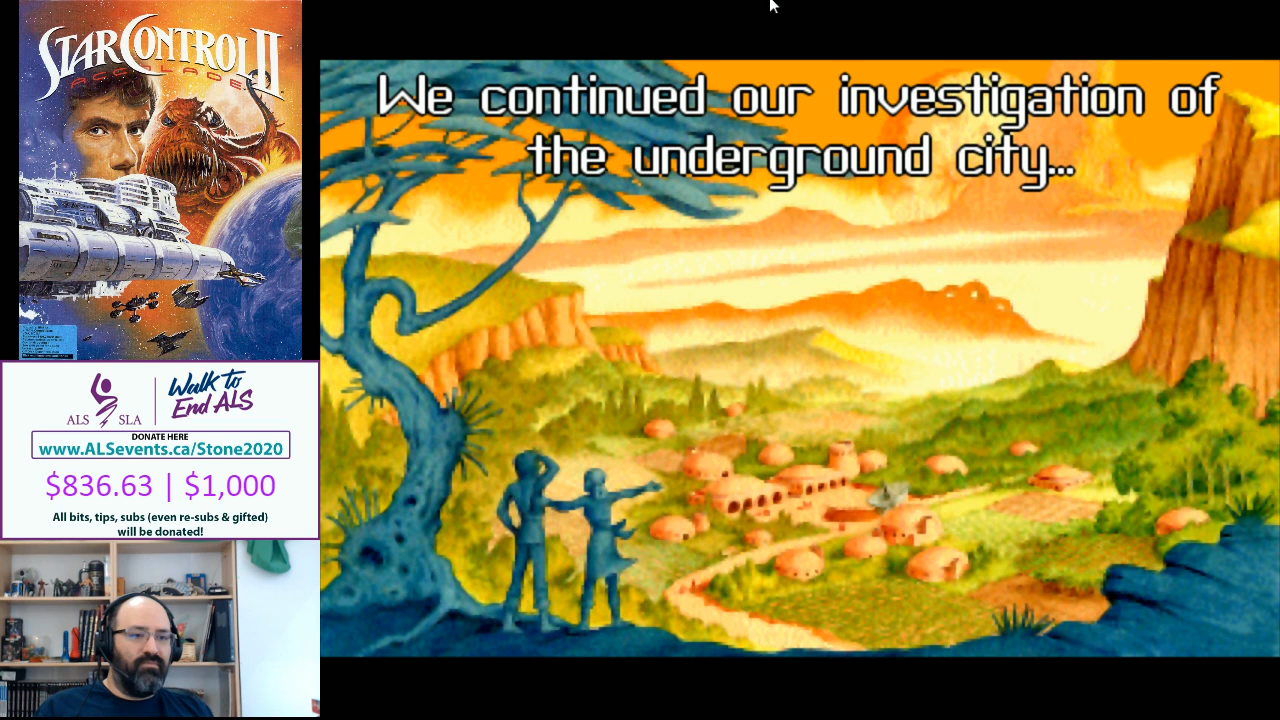 STAR CONTROL II
ACCOLADE
We continued our investigation of
the underground city...
ALS SLA
Walk to
End ALS
DONATE HERE
www.ALSevents.ca/Stone2020
$836.63 | $1,000
All bits, tips, subs (even re-subs & gifted)
will be donated!